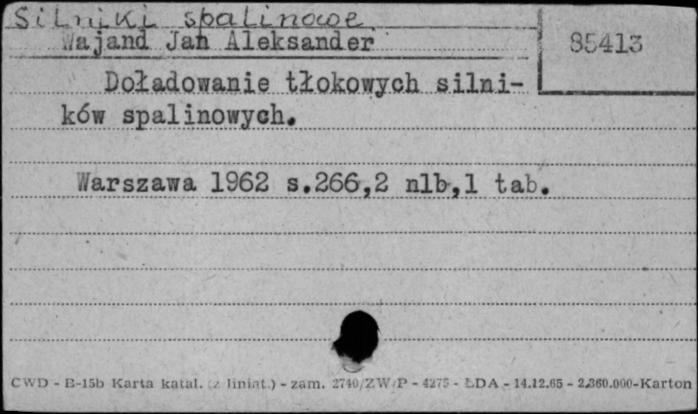 Silniki spalinowe
Wajand Jan Aleksander
85413
Doładowanie tłokowych silni-
ków spalinowych.
Warszawa 1962 s.266,2 nlb,1 tab.
CWD - B-15b Karta katal. (z liniat.) - zam. 2740/ZW/P - 4275 - ŁDA - 14.12.65 - 2.360.000-Karton